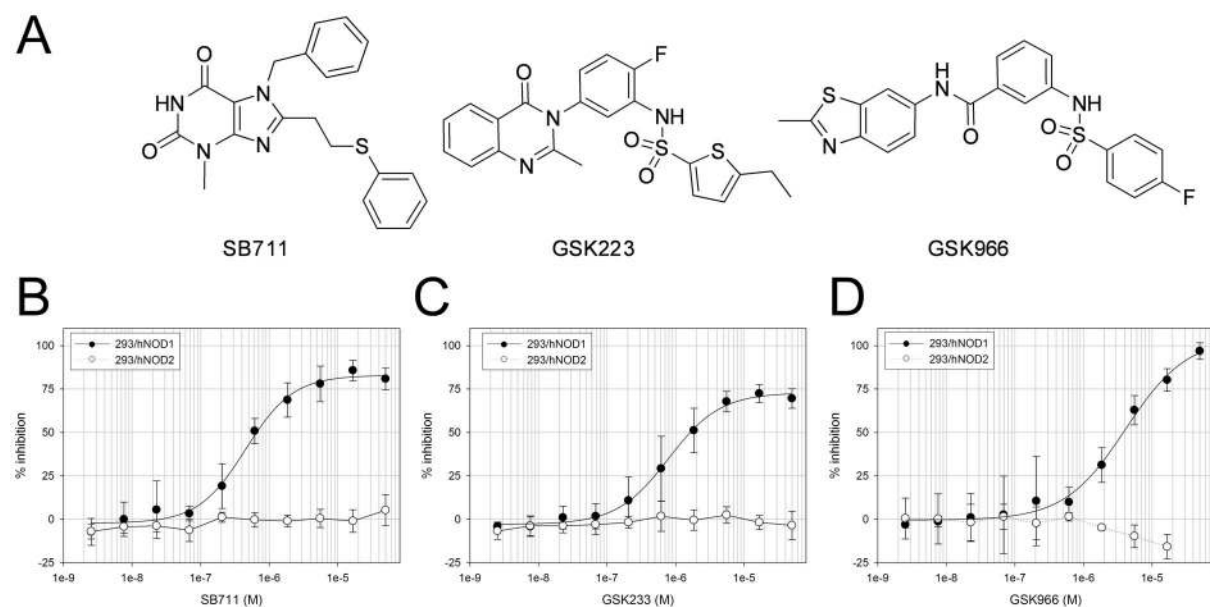 A
O
HN
O
N
N
N
S
SB711
O
N
N
F
NH
S
O
O
S
GSK223
S
N
H
N
O
NH
O
S
O
F
GSK966
B
293/hNOD1
293/hNOD2
100
75
50
25
0
-25
% inhibition
1e-9 1e-8 1e-7 1e-6 1e-5
SB711 (M)
C
293/hNOD1
293/hNOD2
100
75
50
25
0
-25
% inhibition
1e-9 1e-8 1e-7 1e-6 1e-5
GSK233 (M)
D
293/hNOD1
293/hNOD2
100
75
50
25
0
-25
% inhibition
1e-9 1e-8 1e-7 1e-6 1e-5
GSK966 (M)